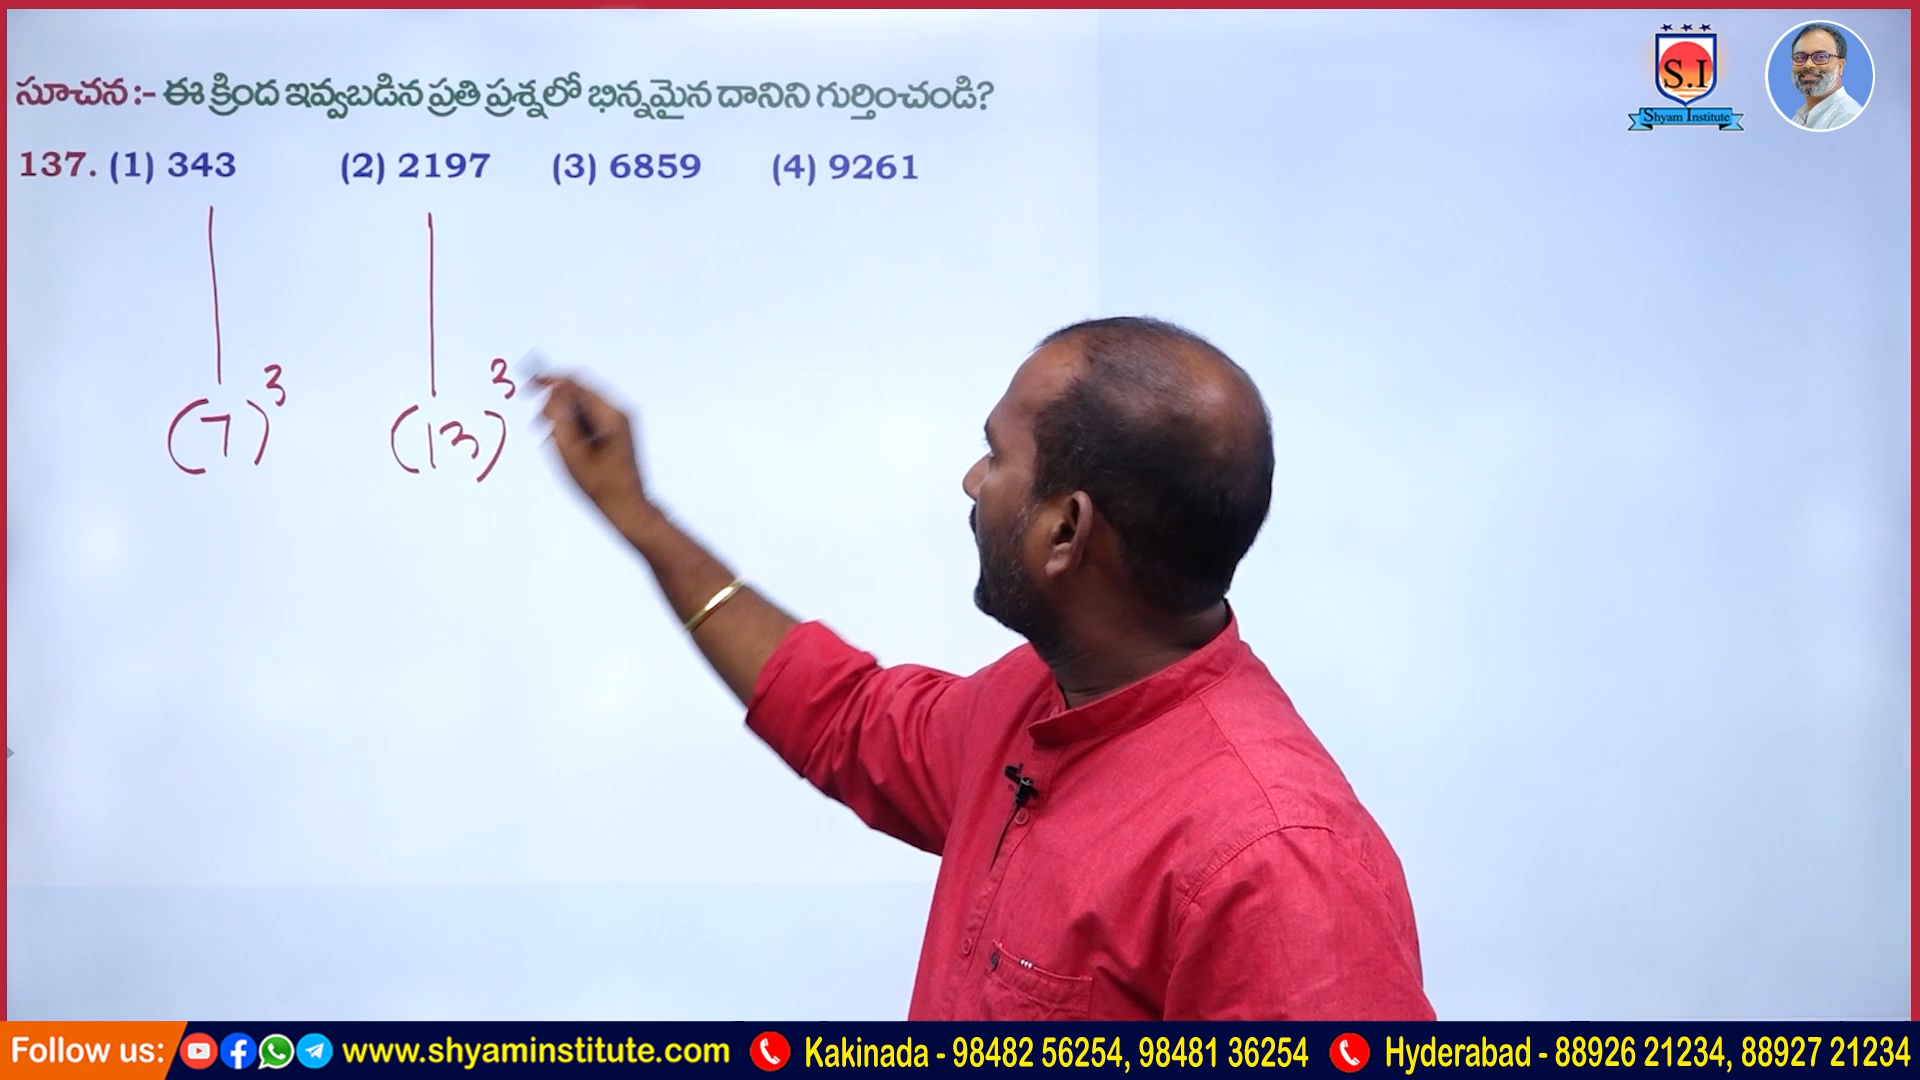 సూచన :- ఈ క్రింద ఇవ్వబడిన ప్రతి ప్రశ్నలో భిన్నమైన దానిని గుర్తించండి?
137. (1) 343 (2) 2197 (3) 6859 (4) 9261
(7)³ (13)³
S.I
Shyam Institute
Follow us: www.shyaminstitute.com Kakinada - 98482 56254, 98481 36254 Hyderabad - 88926 21234, 88927 21234